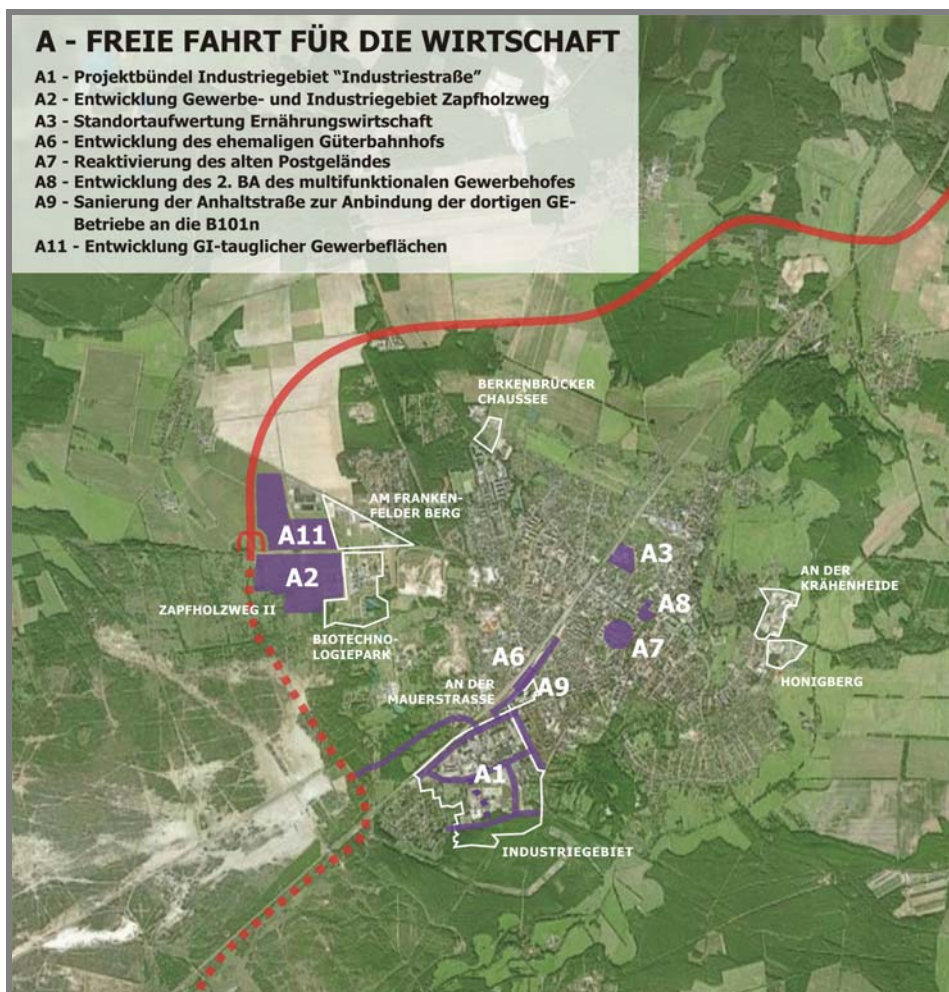 A - FREIE FAHRT FÜR DIE WIRTSCHAFT
A1 - Projektbündel Industriegebiet "Industriestraße"
A2 - Entwicklung Gewerbe- und Industriegebiet Zapfholzweg
A3 - Standortaufwertung Ernährungswirtschaft
A6 - Entwicklung des ehemaligen Güterbahnhofs
A7 - Reaktivierung des alten Postgeländes
A8 - Entwicklung des 2. BA des multifunktionalen Gewerbehofes
A9 - Sanierung der Anhaltstraße zur Anbindung der dortigen GE-
Betriebe an die B101n
A11 - Entwicklung GI-tauglicher Gewerbeflächen
BERKENBRÜCKER
CHAUSSEE
AM FRANKEN-
FELDER BERG
A11
A3
A2
AN DER
KRÄHENHEIDE
ZAPFHOLZWEG II
A8
BIOTECHNO-
LOGIEPARK
A7
A6
HONIGBERG
AN DER
MAUERSTRASSE
A9
A1
INDUSTRIEGEBIET